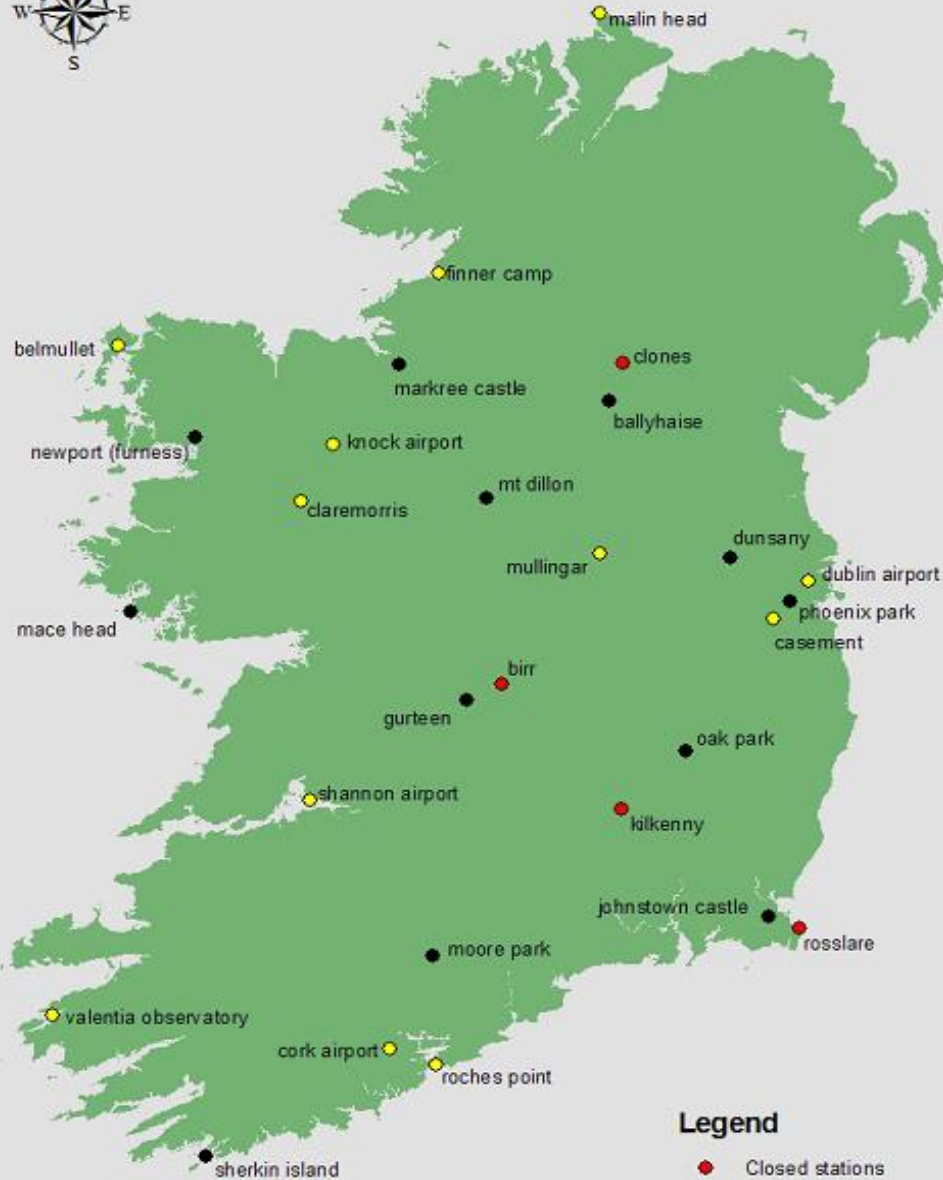 W E
S
malin head
finner camp
belmullet
clones
markree castle
ballyhaise
knock airport
newport (furness)
mt dillon
claremorris
dunsany
mullingar
dublin airport
phoenix park
mace head
casement
birr
gurteen
oak park
shannon airport
kilkenny
johnstown castle
rosslare
moore park
valentia observatory
cork airport
roches point
Legend
sherkin island
Closed stations